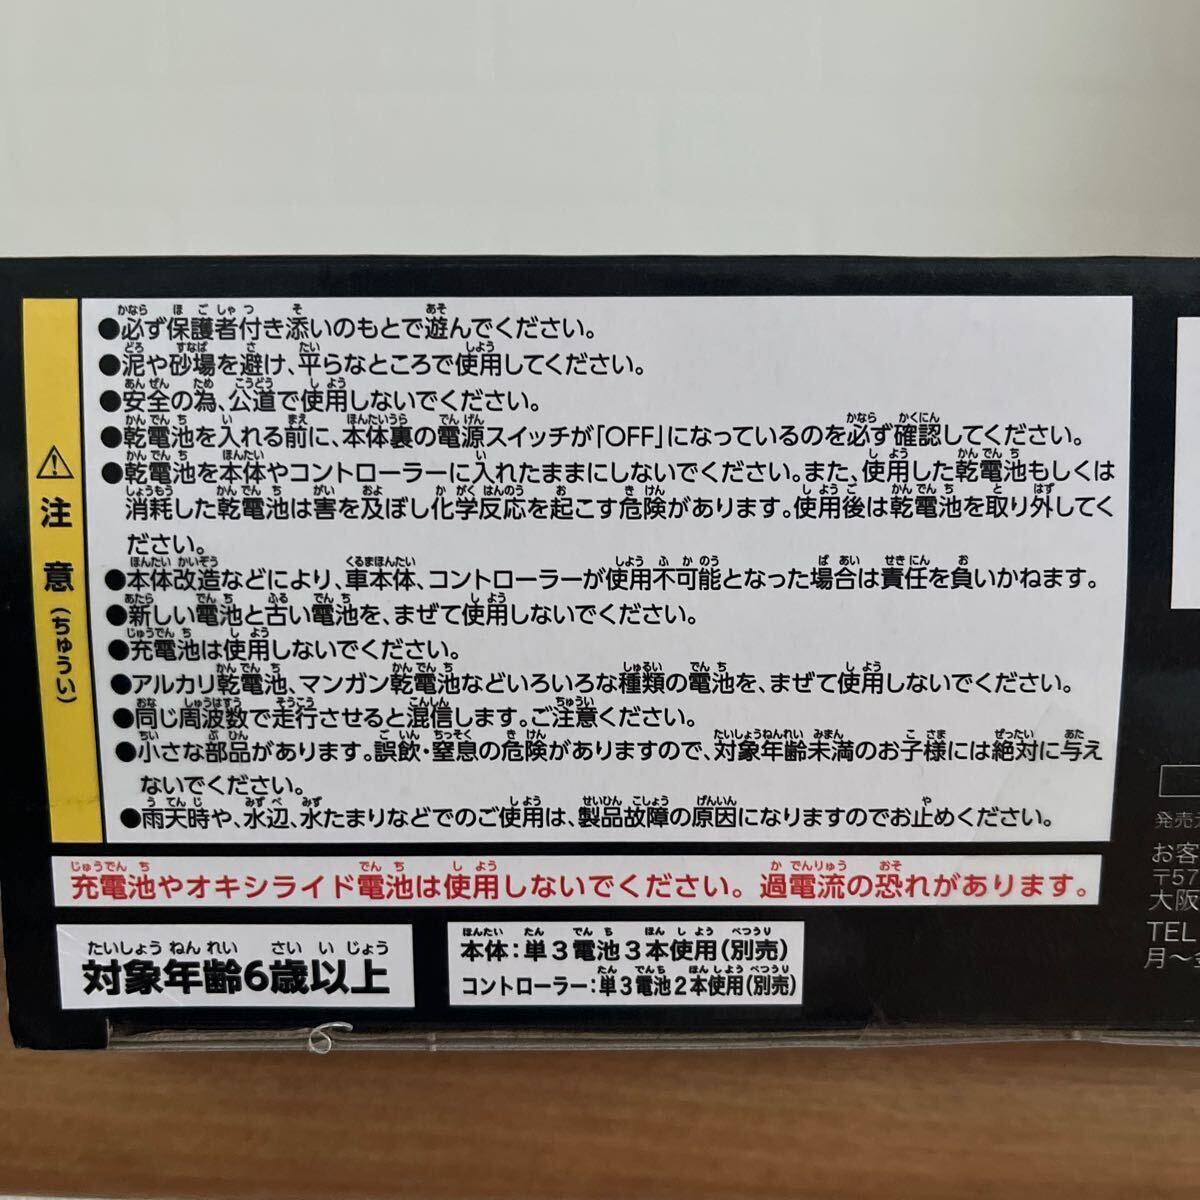 ⚠注意(ちゅうい)
●必ず保護者付き添いのもとで遊んでください。
●泥や砂場を避け、平らなところで使用してください。
●安全の為、公道で使用しないでください。
●乾電池を入れる前に、本体裏の電源スイッチが「OFF」になっているのを必ず確認してください。
●乾電池を本体やコントローラーに入れたままにしないでください。また、使用した乾電池もしくは
消耗した乾電池は害を及ぼし化学反応を起こす危険があります。使用後は乾電池を取り外してく
ださい。
●本体改造などにより、車本体、コントローラーが使用不可能となった場合は責任を負いかねます。
●新しい電池と古い電池を、まぜて使用しないでください。
●充電池は使用しないでください。
●アルカリ乾電池、マンガン乾電池などいろいろな種類の電池を、まぜて使用しないでください。
●同じ周波数で走行させると混信します。ご注意ください。
●小さな部品があります。誤飲・窒息の危険がありますので、対象年齢未満のお子様には絶対に与え
ないでください。
●雨天時や、水辺、水たまりなどでのご使用は、製品故障の原因になりますのでお止めください。
充電池やオキシライド電池は使用しないでください。過電流の恐れがあります。
対象年齢6歳以上
本体：単3電池3本使用(別売)
コントローラー：単3電池2本使用(別売)
発売
お客
〒57
大阪
TEL
月～